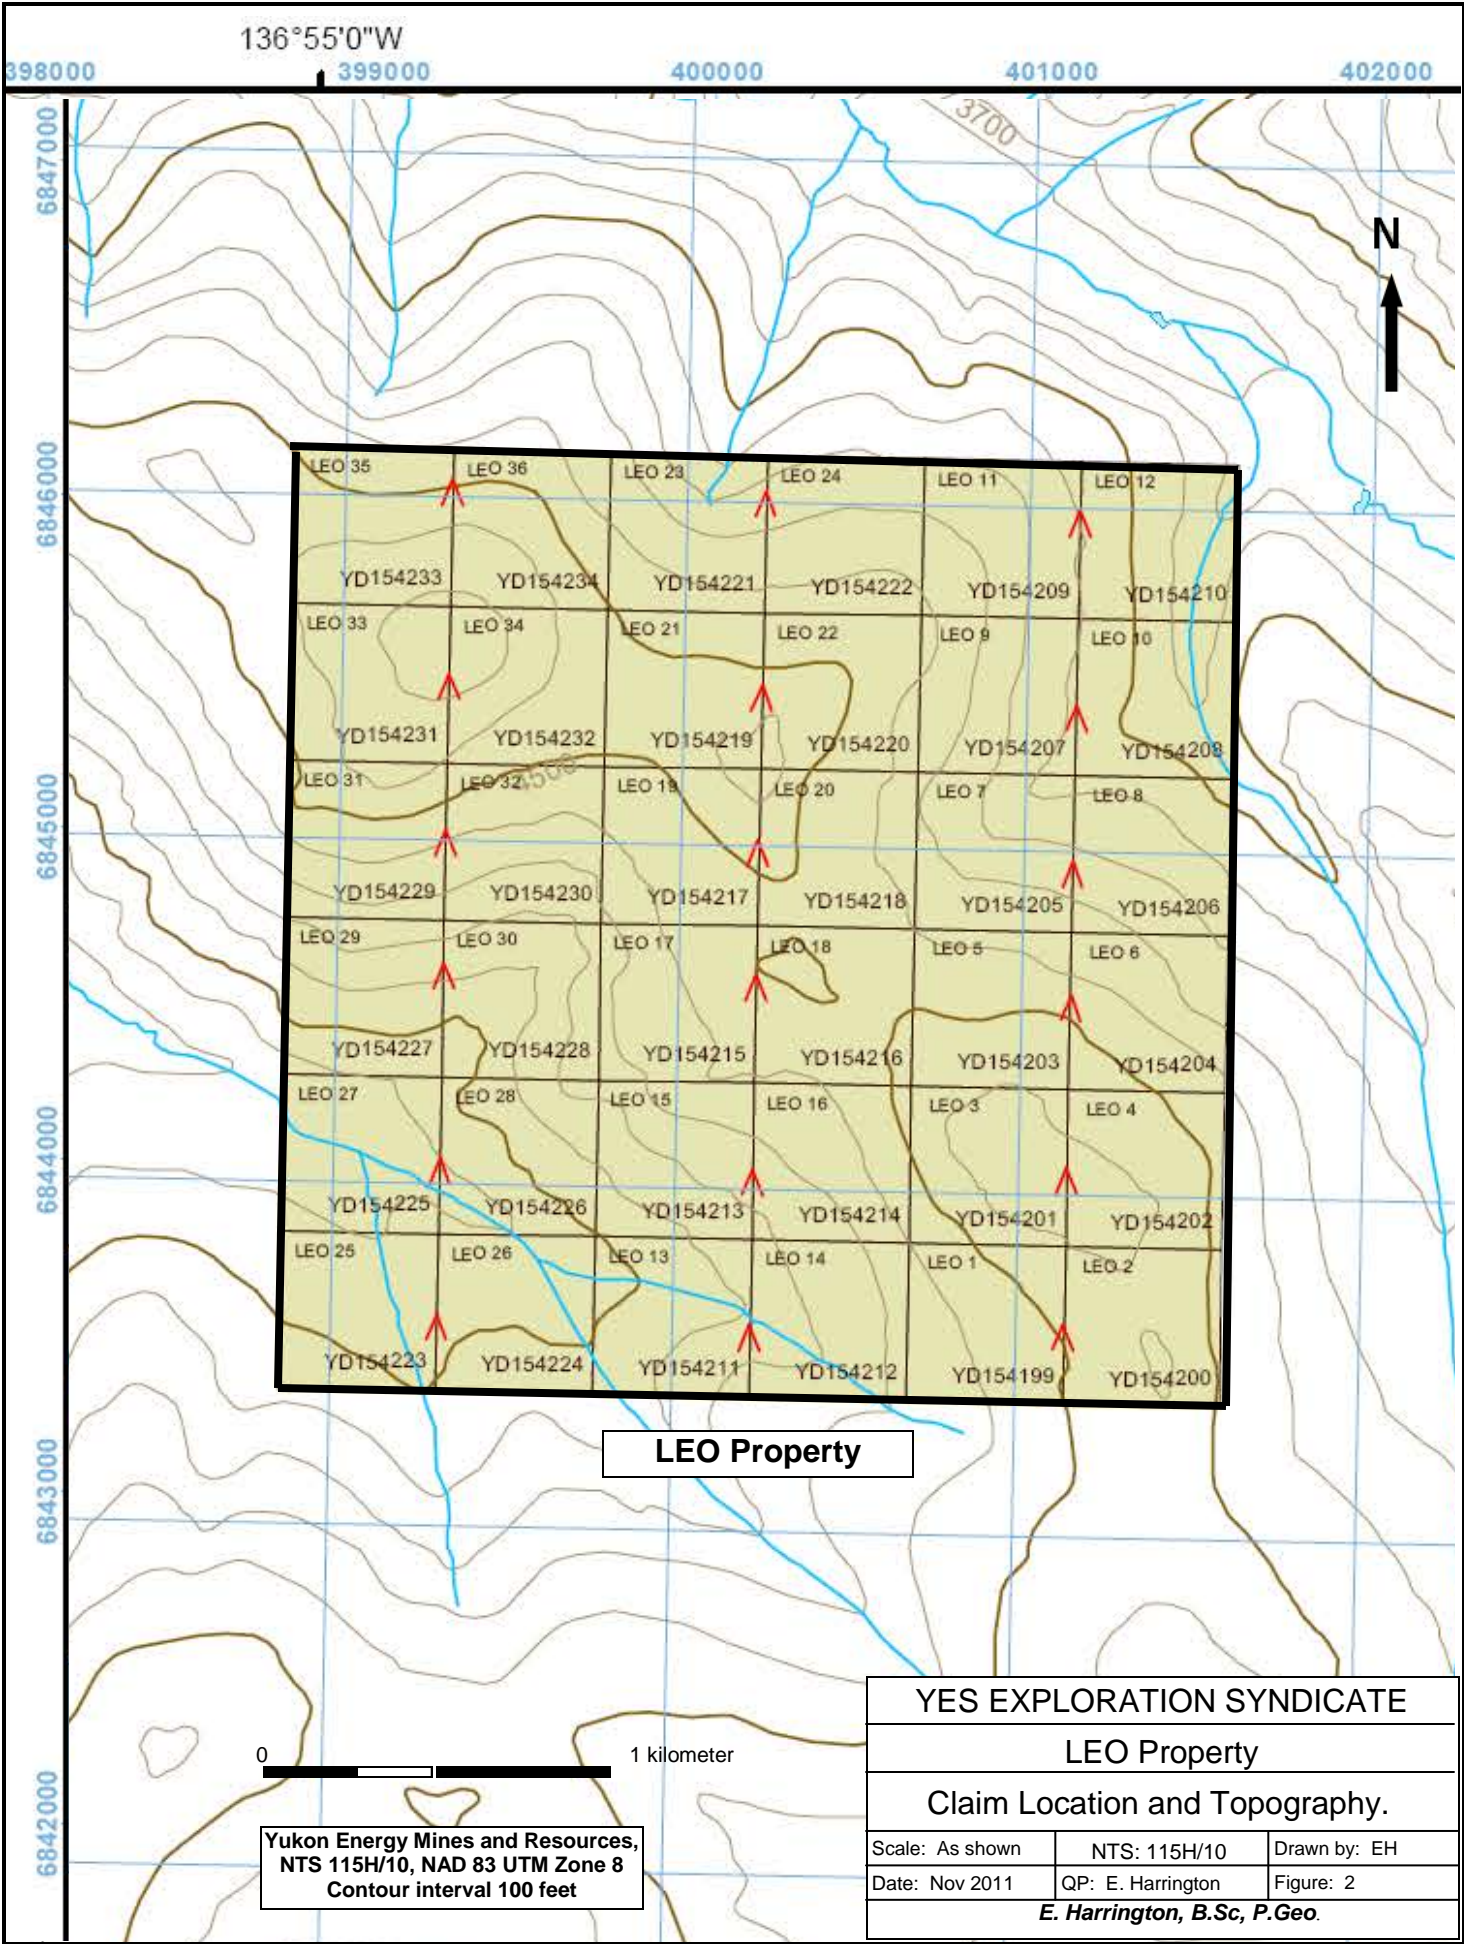 136°55'0"W
398000 399000 400000 401000 402000
6847000
3700
N
6846000
LEO 35 LEO 36 LEO 23 LEO 24 LEO 11 LEO 12
YD154233 YD154234 YD154221 YD154222 YD154209 YD154210
LEO 33 LEO 34 LEO 21 LEO 22 LEO 9 LEO 10
YD154231 YD154232 YD154219 YD154220 YD154207 YD154208
4500
LEO 31 LEO 32 LEO 19 LEO 20 LEO 7 LEO 8
6845000
YD154229 YD154230 YD154217 YD154218 YD154205 YD154206
LEO 29 LEO 30 LEO 17 LEO 18 LEO 5 LEO 6
YD154227 YD154228 YD154215 YD154216 YD154203 YD154204
LEO 27 LEO 28 LEO 15 LEO 16 LEO 3 LEO 4
6844000
YD154225 YD154226 YD154213 YD154214 YD154201 YD154202
LEO 25 LEO 26 LEO 13 LEO 14 LEO 1 LEO 2
YD154223 YD154224 YD154211 YD154212 YD154199 YD154200
LEO Property
6843000
0 1 kilometer
6842000
Yukon Energy Mines and Resources,
NTS 115H/10, NAD 83 UTM Zone 8
Contour interval 100 feet
YES EXPLORATION SYNDICATE
LEO Property
Claim Location and Topography.
Scale: As shown NTS: 115H/10 Drawn by: EH
Date: Nov 2011 QP: E. Harrington Figure: 2
E. Harrington, B.Sc, P.Geo.